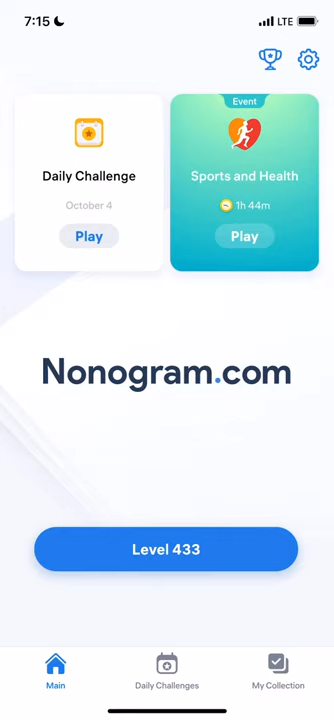 7:15
LTE
Event
Daily Challenge
Sports and Health
October 4
1h 44m
Play
Play
Nonogram.com
Level 433
Main
Daily Challenges
My Collection